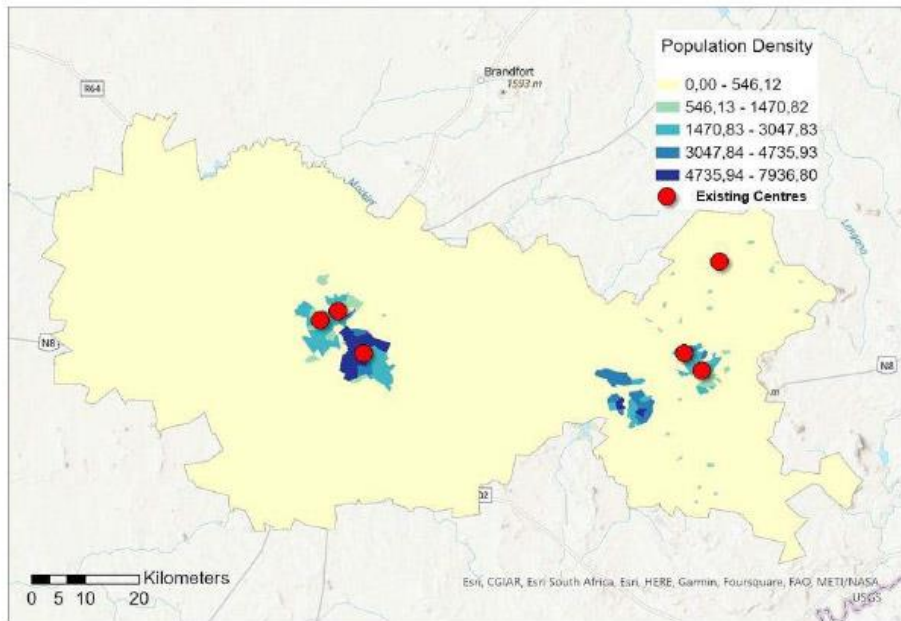 Population Density
0,00 - 546,12
546,13 - 1470,82
1470,83 - 3047,83
3047,84 - 4735,93
4735,94 - 7936,80
Existing Centres
Brandfort
1593 m
R64
Modder
Lengana
N8
N8
m
02
Kilometers
0 5 10 20
Esri, CGIAR, Esri South Africa, Esri, HERE, Garmin, Foursquare, FAO, METI/NASA,
USGS